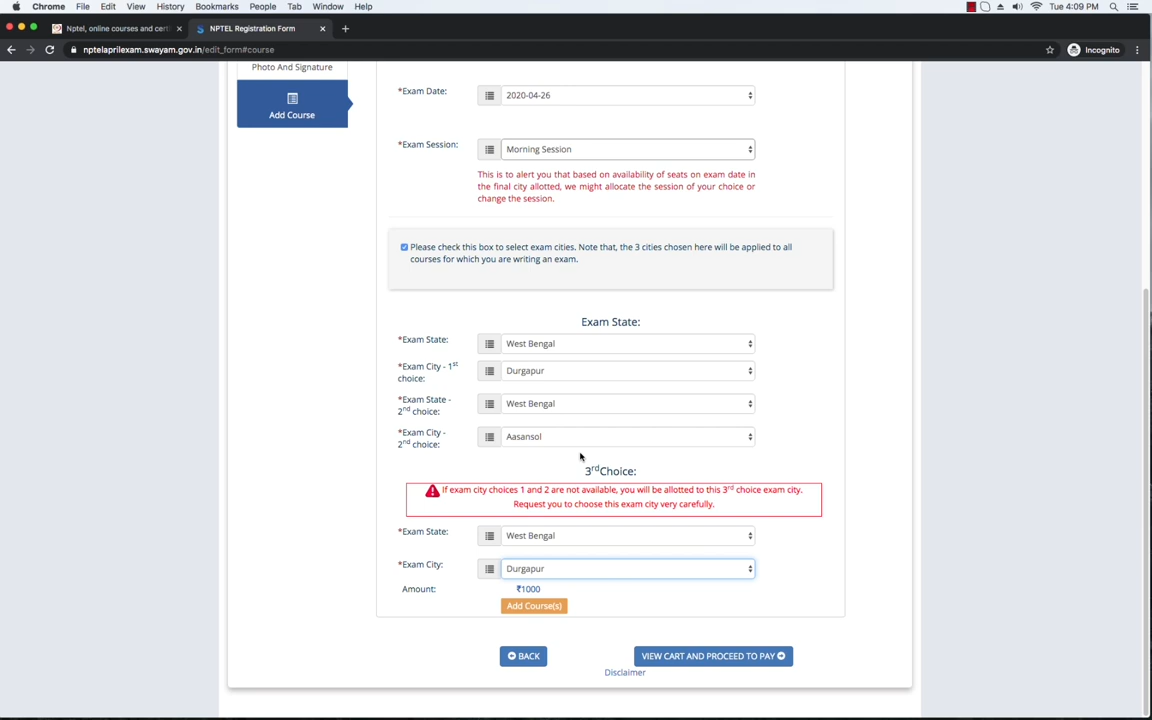 Chrome File Edit View History Bookmarks People Tab Window Help Tue 4:09 PM
Nptel, online courses and certi
NPTEL Registration Form
nptelaprilexam.swayam.gov.in/edit_form#course
Incognito
Photo And Signature
Add Course
*Exam Date: 2020-04-26
*Exam Session: Morning Session
This is to alert you that based on availability of seats on exam date in
the final city allotted, we might allocate the session of your choice or
change the session.
Please check this box to select exam cities. Note that, the 3 cities chosen here will be applied to all
courses for which you are writing an exam.
Exam State:
*Exam State: West Bengal
*Exam City - 1st
choice:
Durgapur
*Exam State -
2nd choice:
West Bengal
*Exam City -
2nd choice:
Aasansol
3rdChoice:
If exam city choices 1 and 2 are not available, you will be allotted to this 3rd choice exam city.
Request you to choose this exam city very carefully.
*Exam State: West Bengal
*Exam City: Durgapur
Amount: ₹1000
Add Course(s)
BACK
VIEW CART AND PROCEED TO PAY
Disclaimer